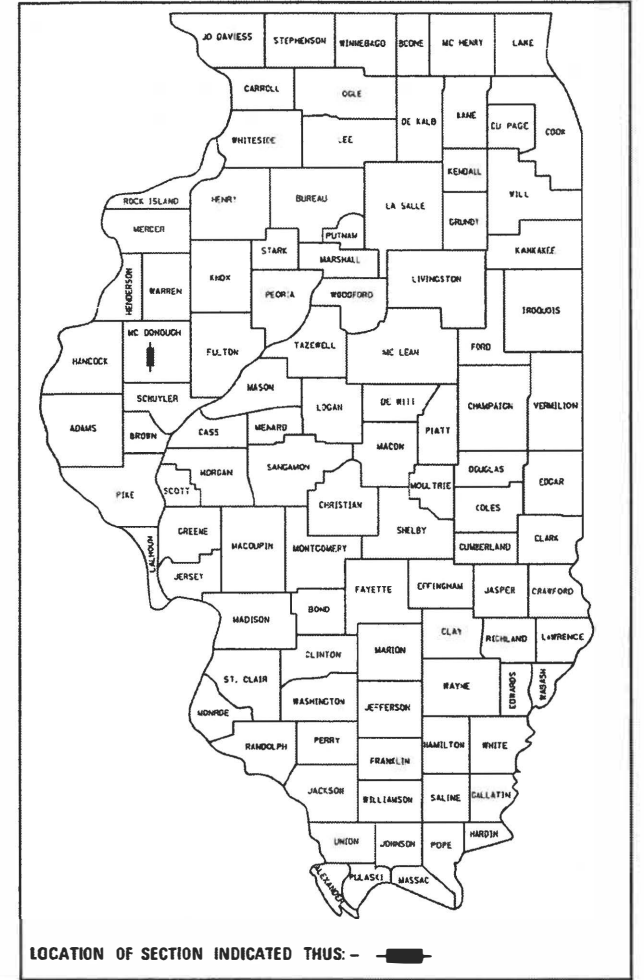 JO DAVIESS STEPHENSON WINNEBAGO BOONE MC HENRY LAKE
CARROLL OGLE DE KALB KANE DU PAGE COOK
WHITESIDE LEE KENDALL WILL
ROCK ISLAND HENRY BUREAU LA SALLE GRUNDY
MERCER PUTNAM KANKAKEE
STARK MARSHALL
HENDERSON WARREN KNOX PEORIA WOODFORD LIVINGSTON IROQUOIS
MC DONOUGH FULTON TAZEWELL MC LEAN FORD
HANCOCK MASON
SCHUYLER LOGAN DE WITT CHAMPAIGN VERMILION
ADAMS BROWN CASS MENARD MACON PIATT
MORGAN SANGAMON DOUGLAS EDGAR
PIKE SCOTT CHRISTIAN MOULTRIE COLES
GREENE MACOUPIN MONTGOMERY SHELBY CUMBERLAND CLARK
CALHOUN JERSEY FAYETTE EFFINGHAM JASPER CRAWFORD
MADISON BOND CLAY RICHLAND LAWRENCE
CLINTON MARION
ST. CLAIR WAYNE EDWARDS WABASH
MONROE WASHINGTON JEFFERSON
RANDOLPH PERRY HAMILTON WHITE
FRANKLIN
JACKSON WILLIAMSON SALINE GALLATIN
UNION JOHNSON POPE HARDIN
ALEXANDER PULASKI MASSAC
LOCATION OF SECTION INDICATED THUS: -